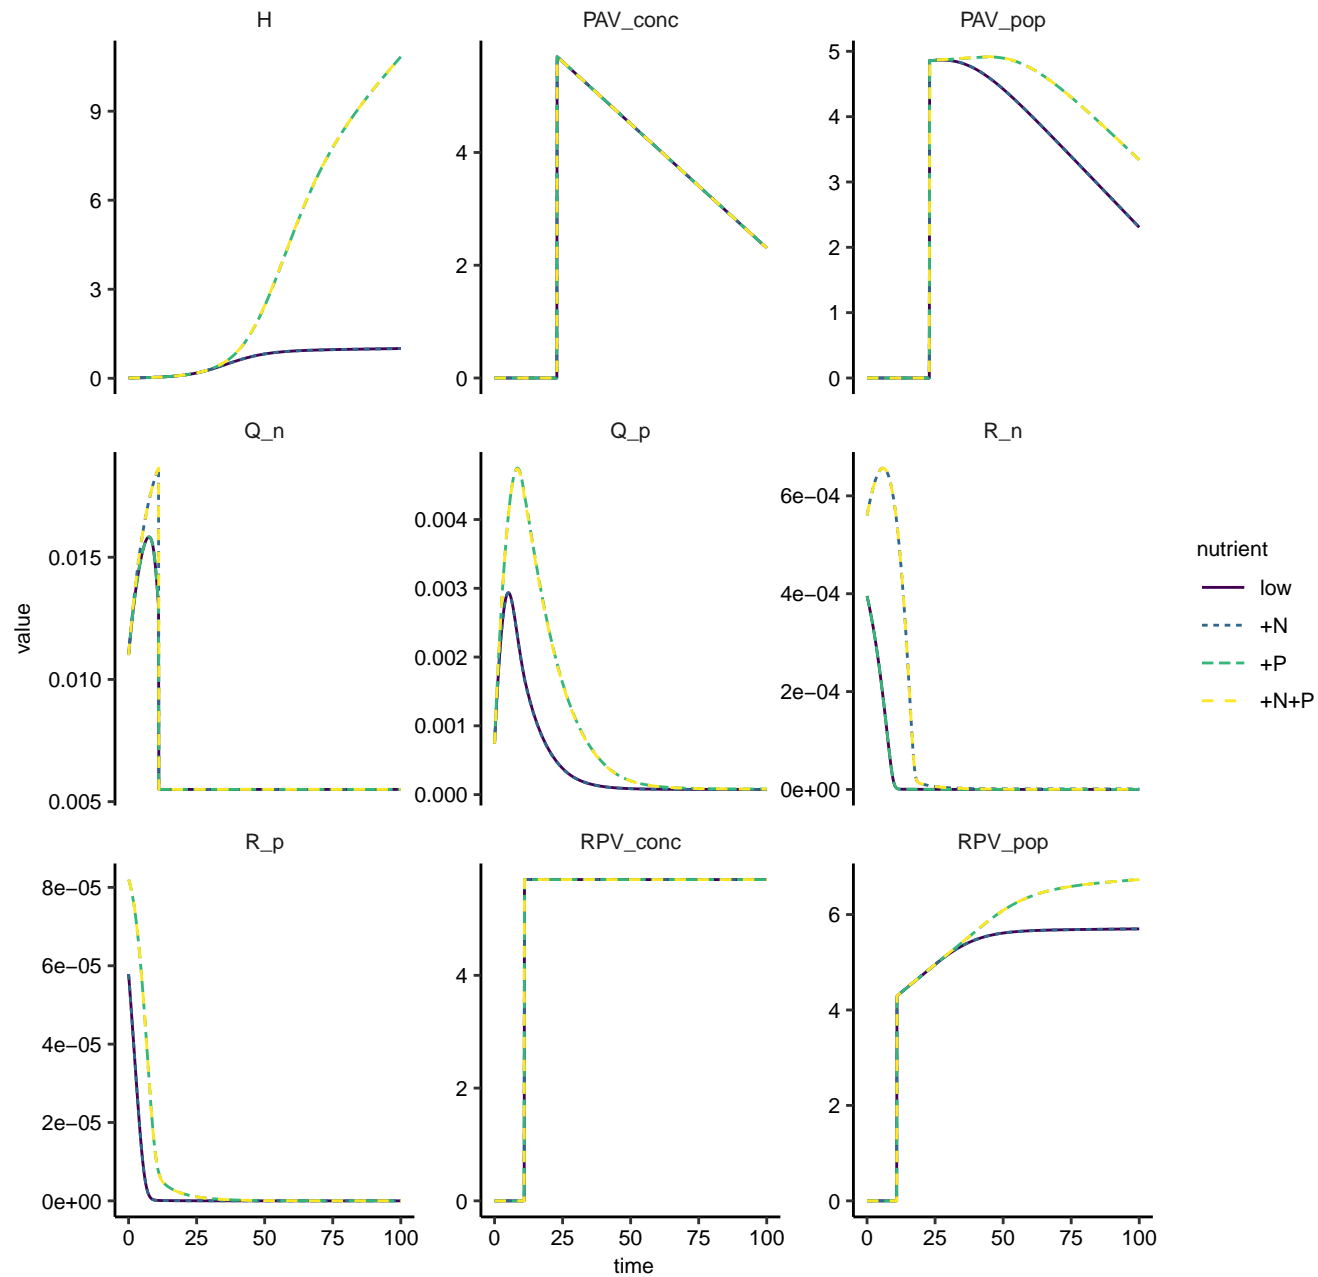 H
PAV_conc
PAV_pop
9
6
3
0
4
2
0
5
4
3
2
1
0
Q_n
Q_p
R_n
0.015
0.010
0.005
0.004
0.003
0.002
0.001
0.000
6e−04
4e−04
2e−04
0e+00
R_p
RPV_conc
RPV_pop
8e−05
6e−05
4e−05
2e−05
0e+00
4
2
0
6
4
2
0
0 25 50 75 100
0 25 50 75 100
0 25 50 75 100
time
value
nutrient
low
+N
+P
+N+P